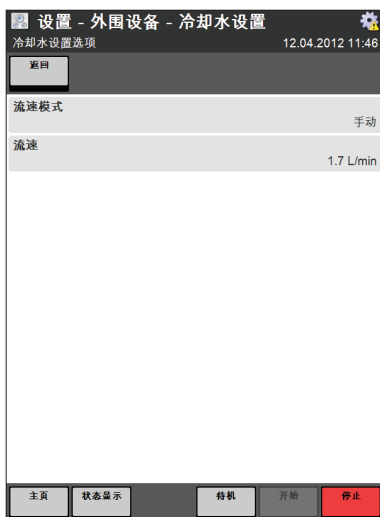 设置 - 外围设备 - 冷却水设置
冷却水设置选项 12.04.2012 11:46
返回
流速模式
手动
流速
1.7 L/min
主页 状态显示 待机 开始 停止